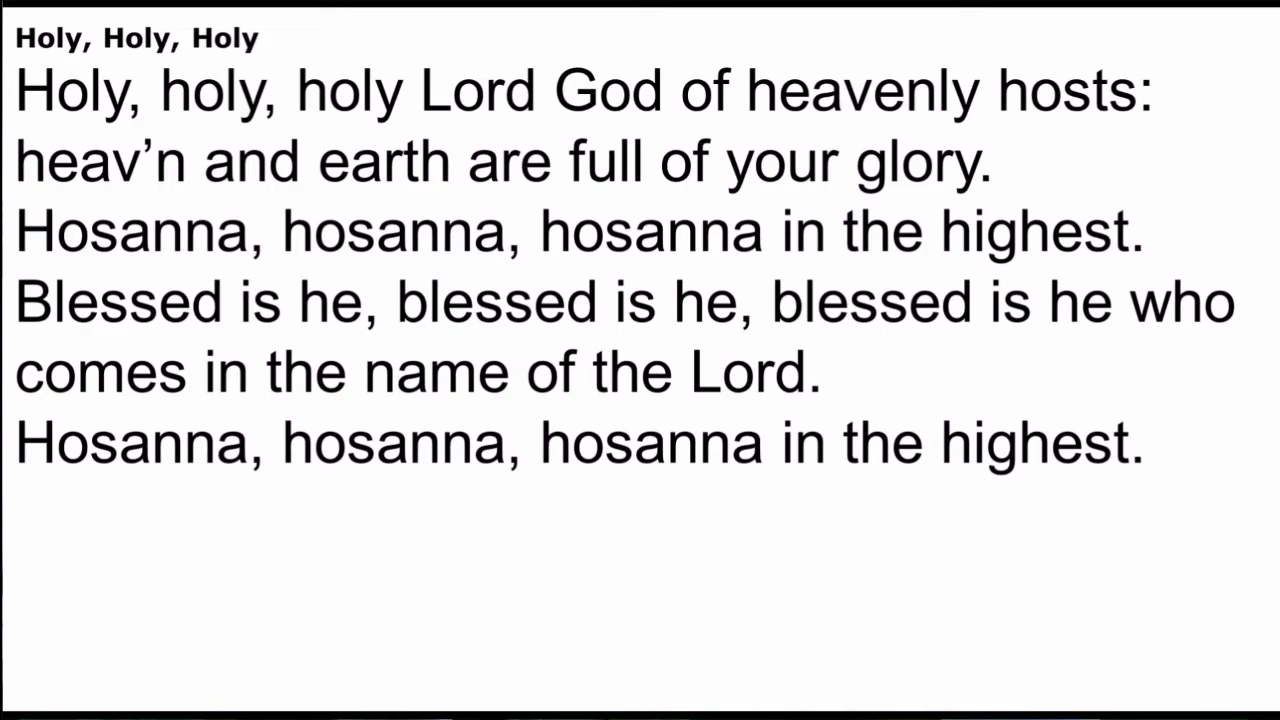 Holy, Holy, Holy
Holy, holy, holy Lord God of heavenly hosts:
heav’n and earth are full of your glory.
Hosanna, hosanna, hosanna in the highest.
Blessed is he, blessed is he, blessed is he who
comes in the name of the Lord.
Hosanna, hosanna, hosanna in the highest.